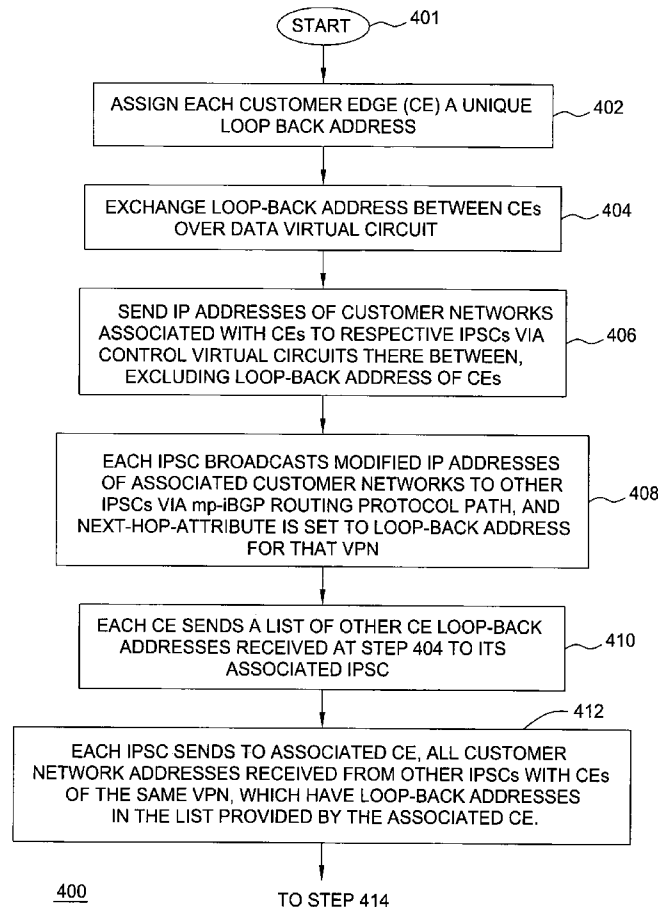 START
401
ASSIGN EACH CUSTOMER EDGE (CE) A UNIQUE
LOOP BACK ADDRESS
402
EXCHANGE LOOP-BACK ADDRESS BETWEEN CEs
OVER DATA VIRTUAL CIRCUIT
404
SEND IP ADDRESSES OF CUSTOMER NETWORKS
ASSOCIATED WITH CEs TO RESPECTIVE IPSCs VIA
CONTROL VIRTUAL CIRCUITS THERE BETWEEN,
EXCLUDING LOOP-BACK ADDRESS OF CEs
406
EACH IPSC BROADCASTS MODIFIED IP ADDRESSES
OF ASSOCIATED CUSTOMER NETWORKS TO OTHER
IPSCs VIA mp-iBGP ROUTING PROTOCOL PATH, AND
NEXT-HOP-ATTRIBUTE IS SET TO LOOP-BACK ADDRESS
FOR THAT VPN
408
EACH CE SENDS A LIST OF OTHER CE LOOP-BACK
ADDRESSES RECEIVED AT STEP 404 TO ITS
ASSOCIATED IPSC
410
412
EACH IPSC SENDS TO ASSOCIATED CE, ALL CUSTOMER
NETWORK ADDRESSES RECEIVED FROM OTHER IPSCs WITH CEs
OF THE SAME VPN, WHICH HAVE LOOP-BACK ADDRESSES
IN THE LIST PROVIDED BY THE ASSOCIATED CE.
400
TO STEP 414